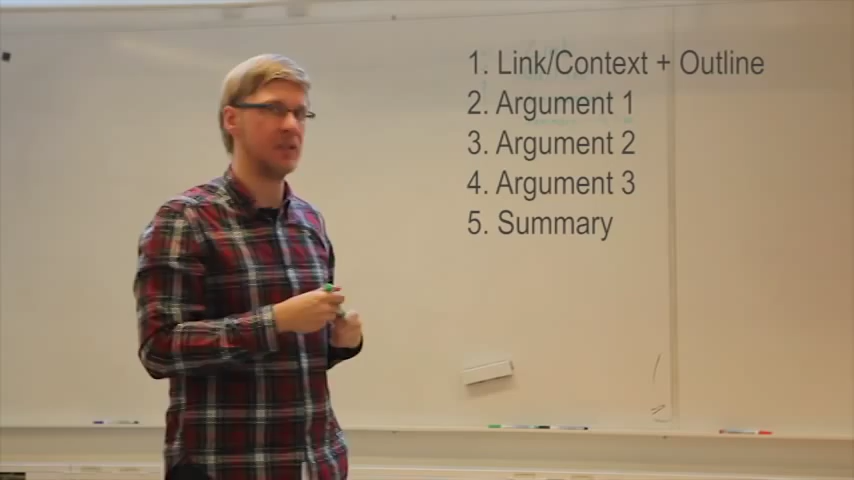 1. Link/Context + Outline
2. Argument 1
3. Argument 2
4. Argument 3
5. Summary